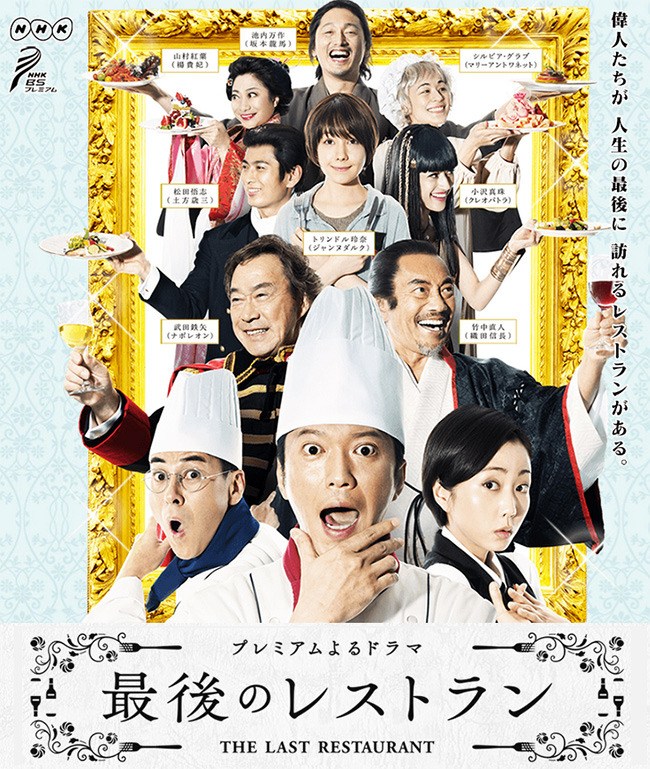 NHK
NHK
BS
プレミアム
池内万作
(坂本龍馬)
山村紅葉
(楊貴妃)
シルビア・グラブ
(マリーアントワネット)
松田悟志
(土方歳三)
小沢真珠
(クレオパトラ)
トリンドル玲奈
(ジャンヌダルク)
武田鉄矢
(ナポレオン)
竹中直人
(織田信長)
偉人たちが 人生の最後に 訪れるレストランがある。
プレミアムよるドラマ
最後のレストラン
THE LAST RESTAURANT